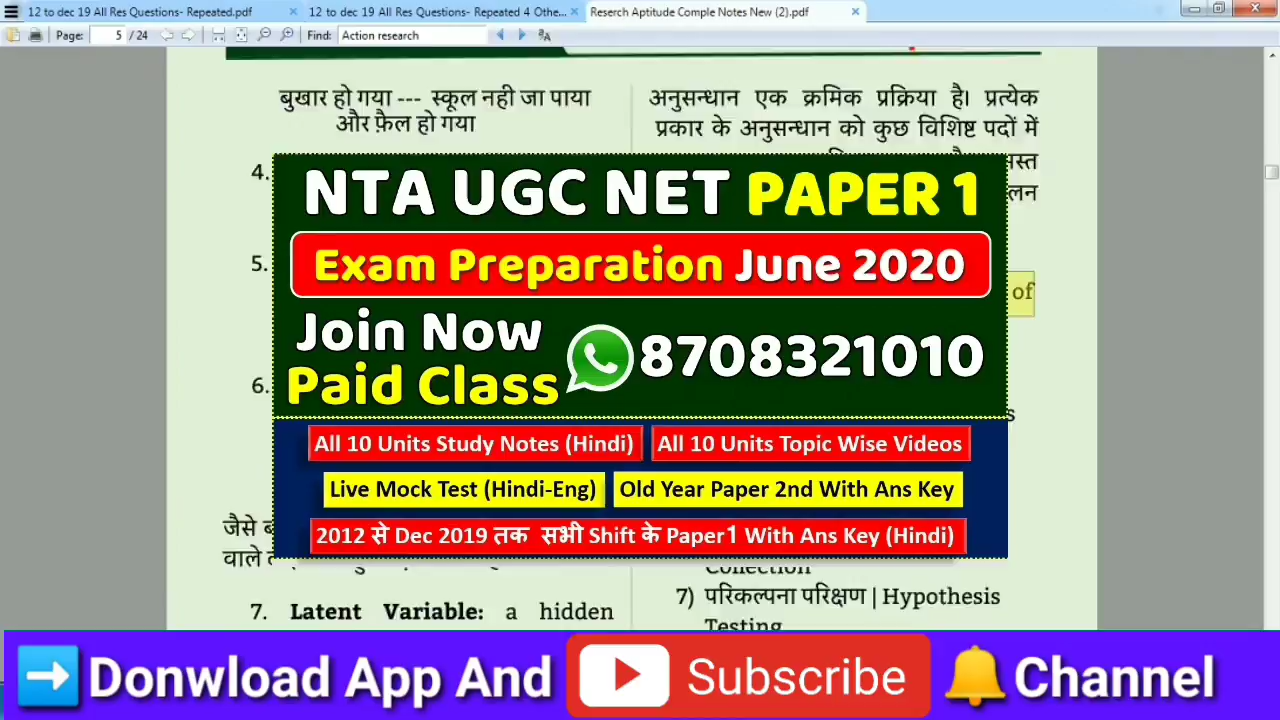 12 to dec 19 All Res Questions- Repeated.pdf
12 to dec 19 All Res Questions- Repeated 4 Othe...
Reserch Aptitude Comple Notes New (2).pdf
Page: 5 / 24 Find: Action research
बुखार हो गया --- स्कूल नही जा पाया
और फ़ैल हो गया
अनुसन्धान एक क्रमिक प्रक्रिया है। प्रत्येक
प्रकार के अनुसन्धान को कुछ विशिष्ट पदों में
4.
NTA UGC NET PAPER 1
5.
Exam Preparation June 2020
of
Join Now
8708321010
6.
Paid Class
All 10 Units Study Notes (Hindi)
All 10 Units Topic Wise Videos
Live Mock Test (Hindi-Eng)
Old Year Paper 2nd With Ans Key
2012 से Dec 2019 तक सभी Shift के Paper1 With Ans Key (Hindi)
जैसे
वाले
Collection
7) परिकल्पना परिक्षण | Hypothesis
Testing
7. Latent Variable: a hidden
Donwload App And Subscribe Channel